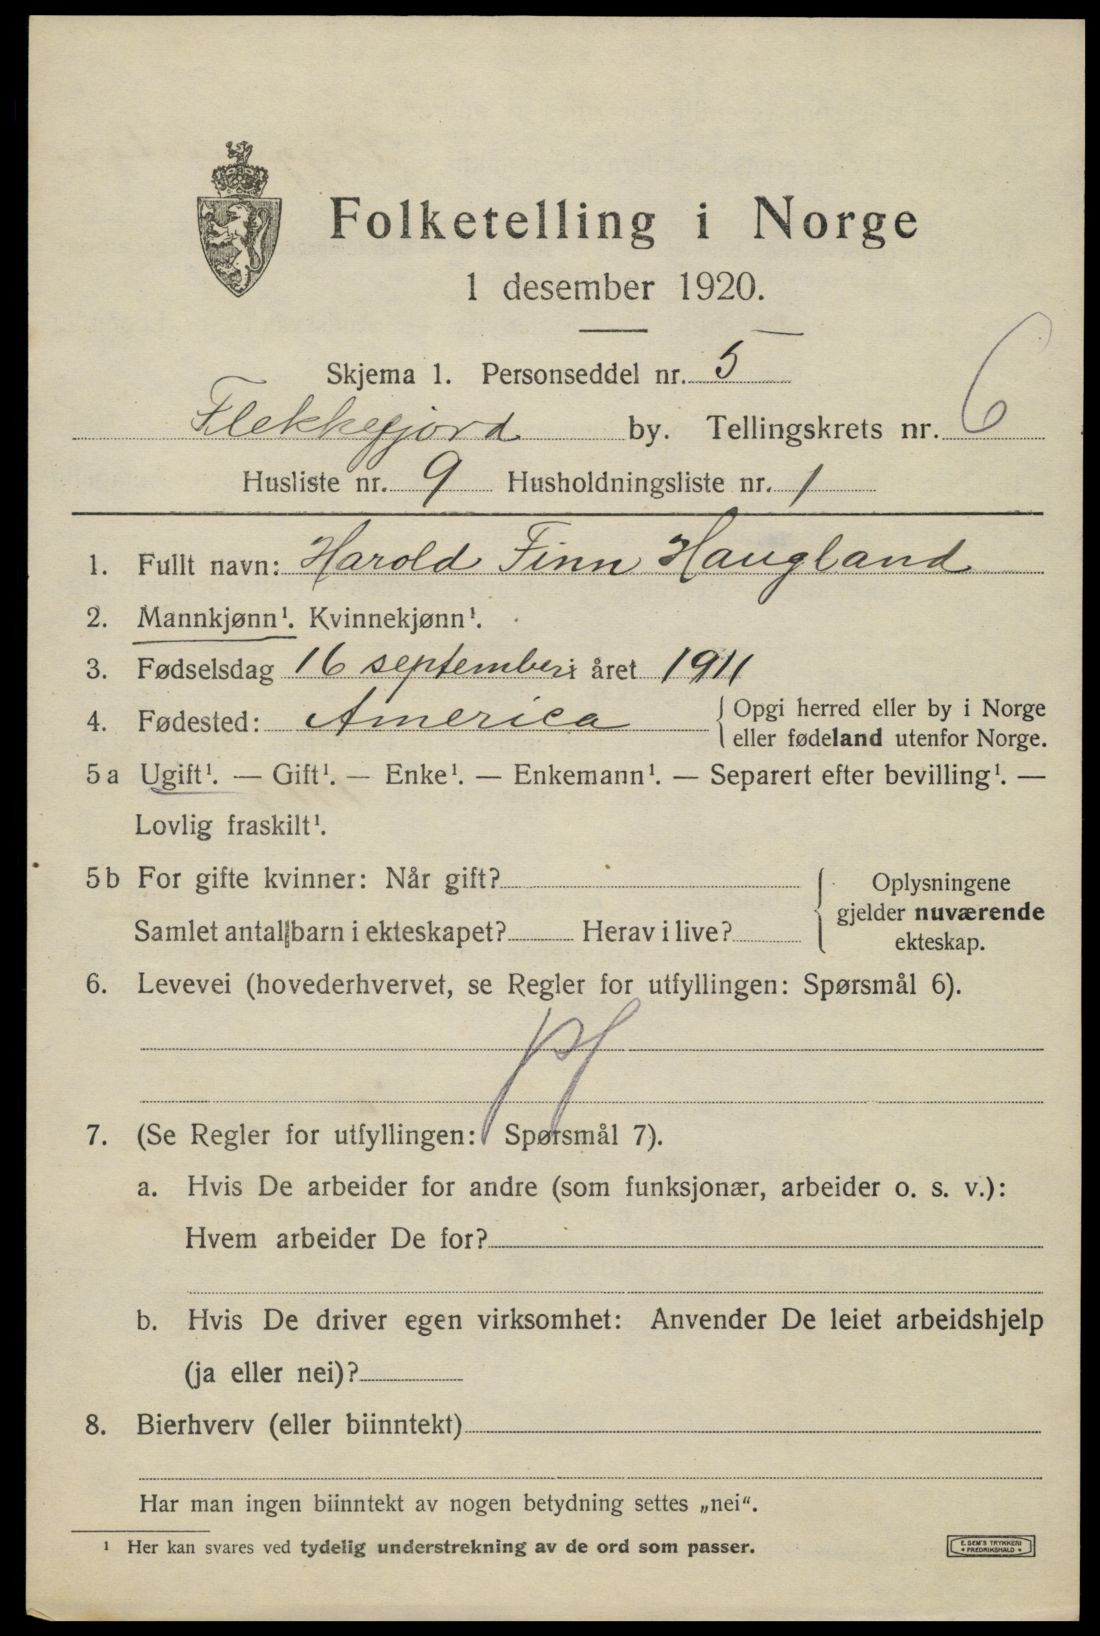 Folketelling i Norge
1 desember 1920.
Skjema 1. Personseddel nr. 5
Flekkefjord by. Tellingskrets nr. 6
Husliste nr. 9 Husholdningsliste nr. 1
1. Fullt navn: Harold Finn Haugland
2. Mannkjønn¹. Kvinnekjønn¹.
3. Fødselsdag 16 september i året 1911
4. Fødested: America { Opgi herred eller by i Norge
eller fødeland utenfor Norge.
5 a Ugift¹. — Gift¹. — Enke¹. — Enkemann¹. — Separert efter bevilling¹. —
Lovlig fraskilt¹.
5 b For gifte kvinner: Når gift?
Samlet antall barn i ekteskapet? Herav i live?
Oplysningene
gjelder nuværende
ekteskap.
6. Levevei (hovederhvervet, se Regler for utfyllingen: Spørsmål 6).
7. (Se Regler for utfyllingen: Spørsmål 7).
a. Hvis De arbeider for andre (som funksjonær, arbeider o. s. v.):
Hvem arbeider De for?
b. Hvis De driver egen virksomhet: Anvender De leiet arbeidshjelp
(ja eller nei)?
8. Bierhverv (eller biinntekt)
Har man ingen biinntekt av nogen betydning settes „nei“.
¹ Her kan svares ved tydelig understrekning av de ord som passer.
E. SEM'S TRYKKERI
• FREDRIKSHALD •